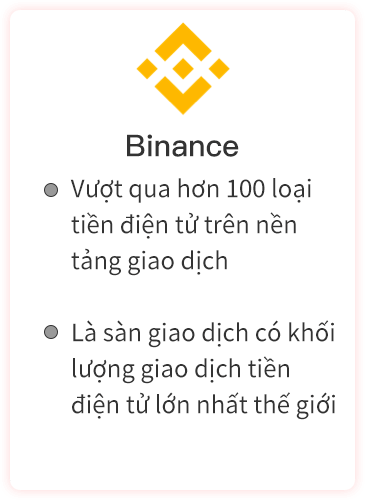 Binance
Vượt qua hơn 100 loại
tiền điện tử trên nền
tảng giao dịch
Là sàn giao dịch có khối
lượng giao dịch tiền
điện tử lớn nhất thế giới